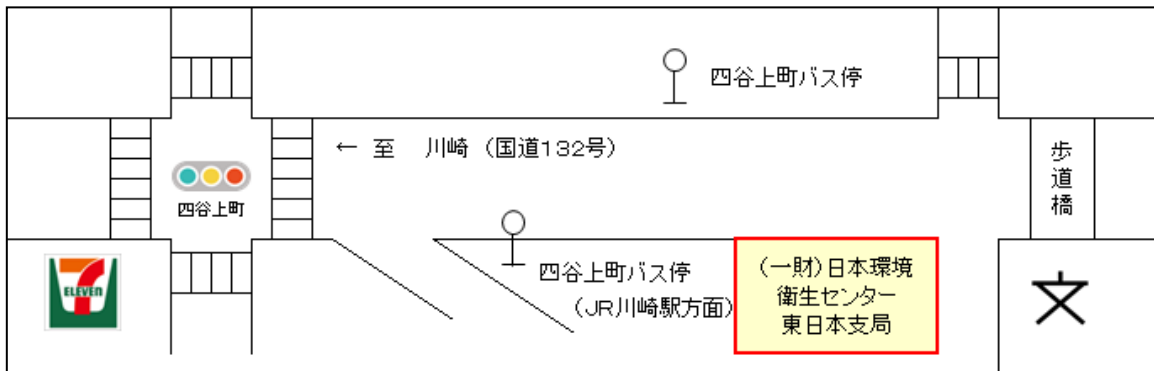 四谷上町バス停
← 至　川崎（国道132号）
歩道橋
四谷上町
7
ELEVEN
四谷上町バス停
（JR川崎駅方面）
（一財）日本環境
衛生センター
東日本支局
文